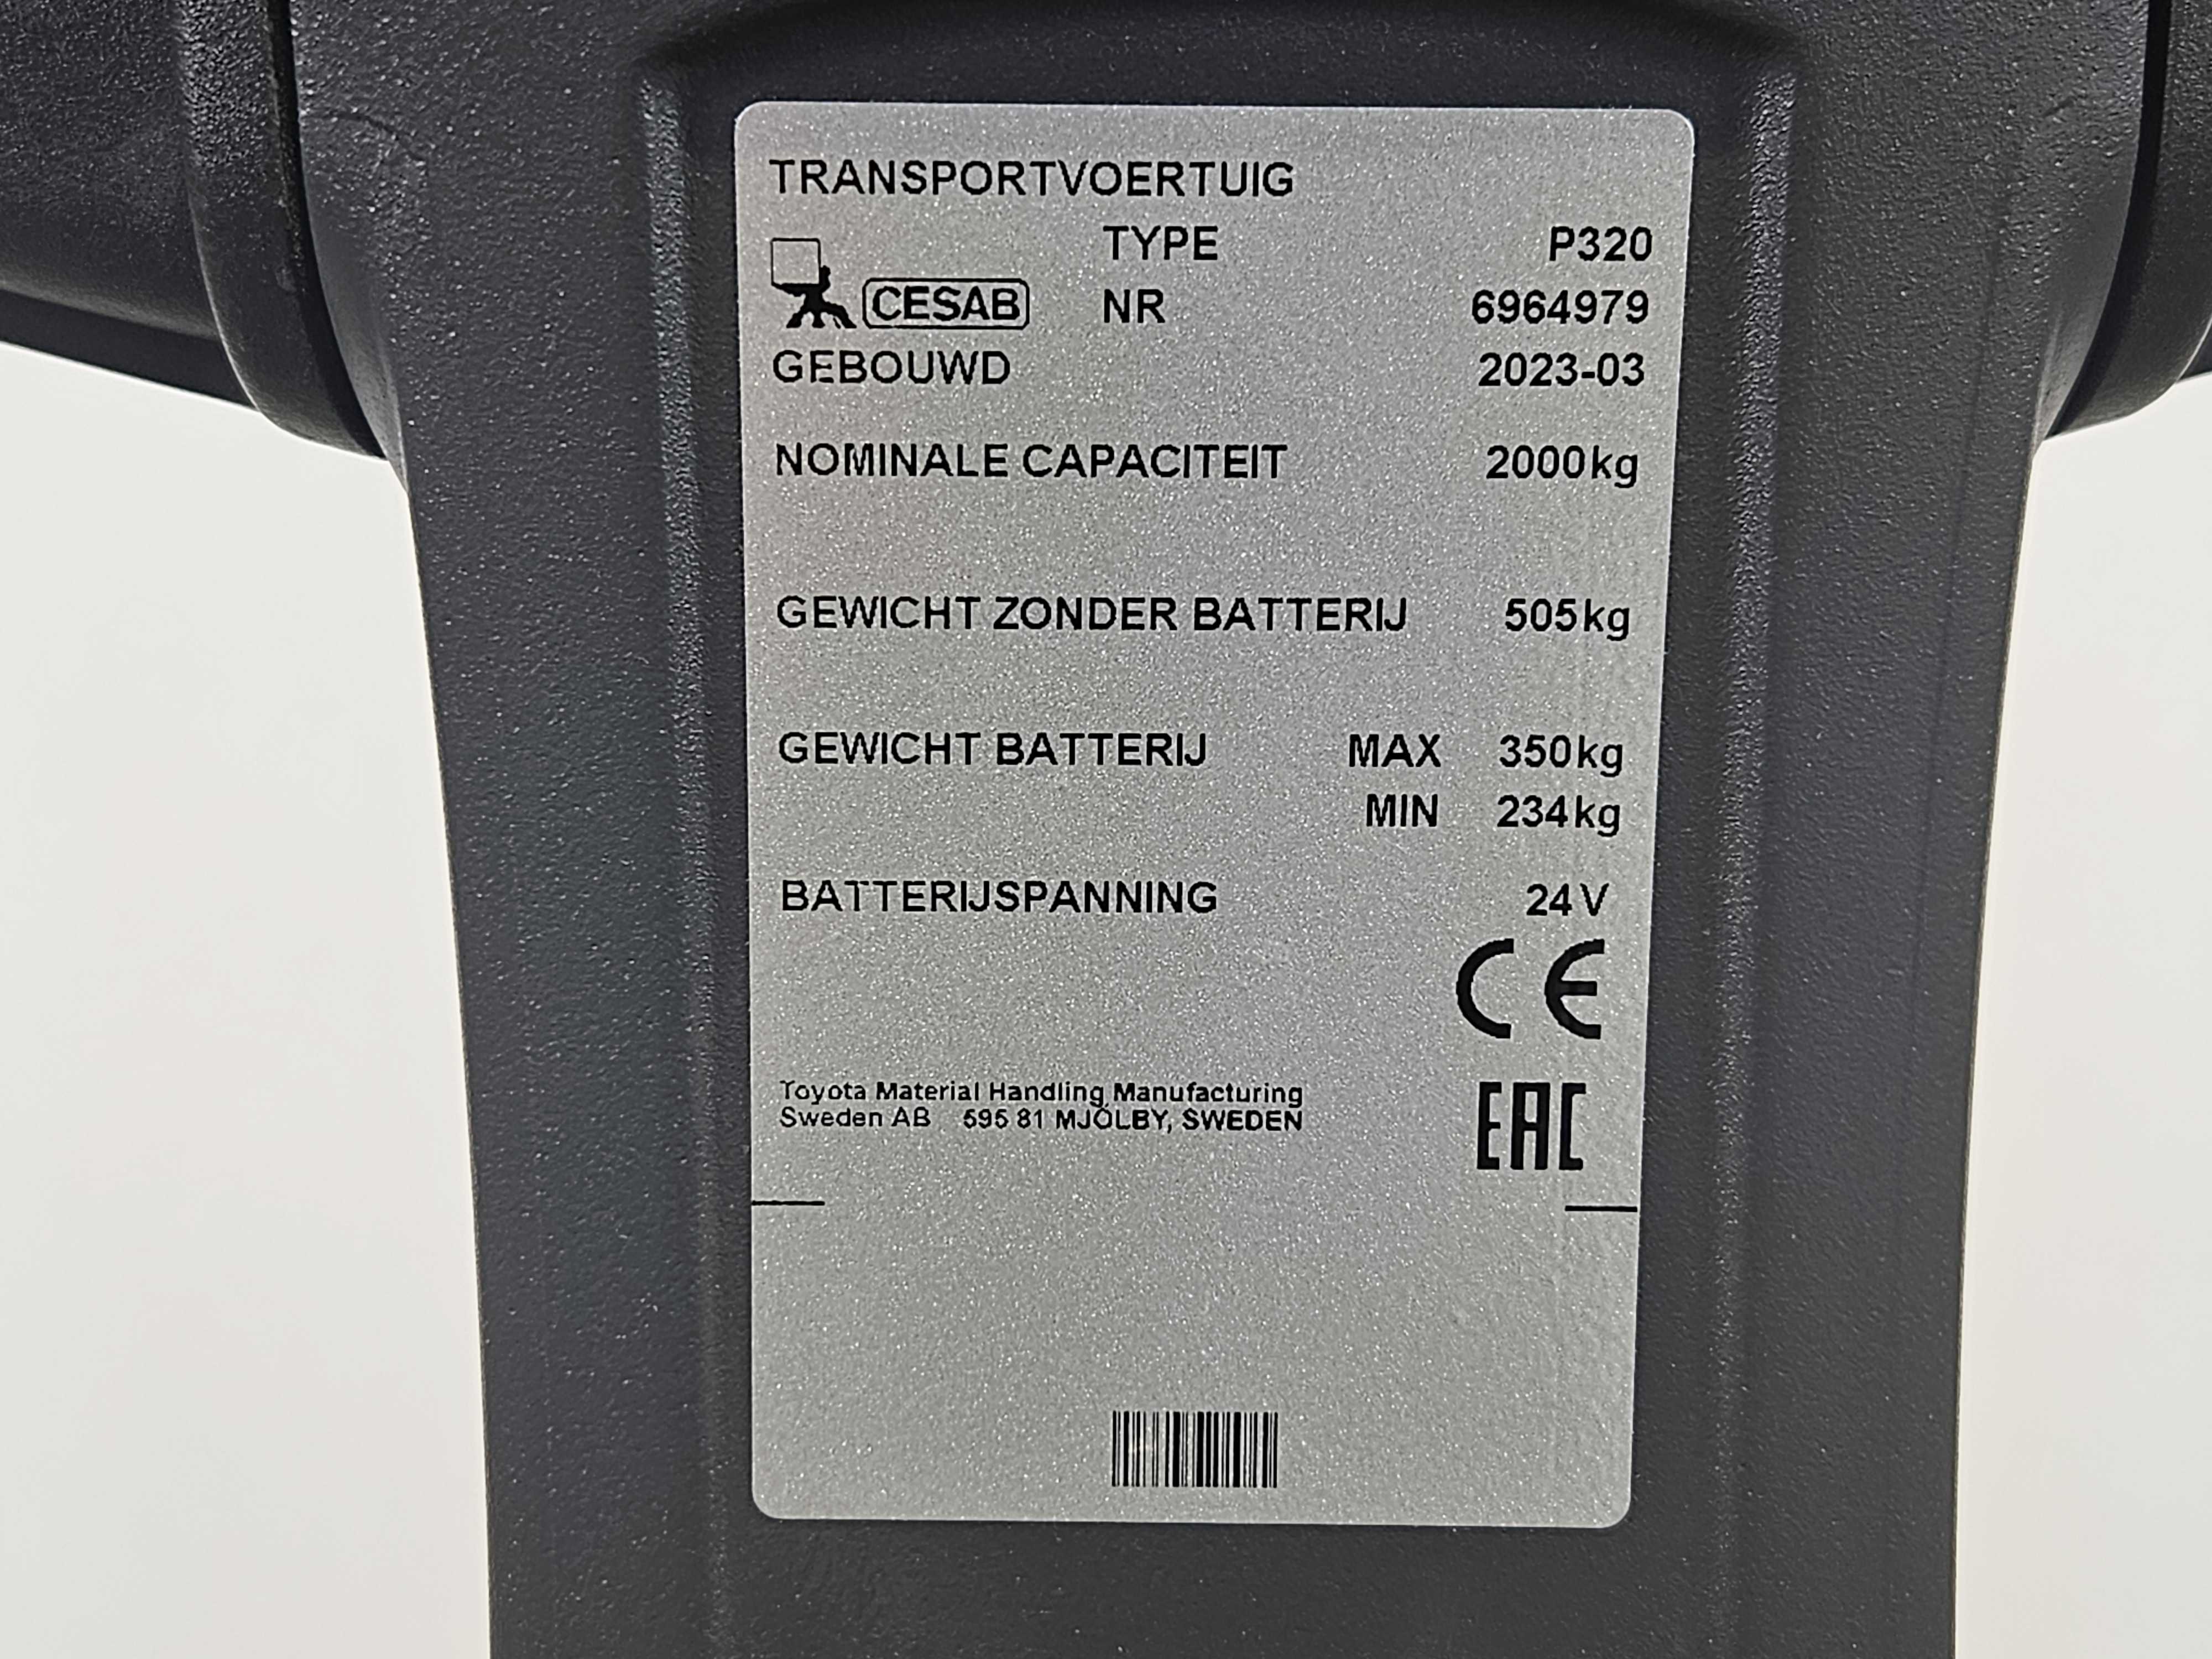 TRANSPORTVOERTUIG
TYPE P320
CESAB NR 6964979
GEBOUWD 2023-03
NOMINALE CAPACITEIT 2000kg
GEWICHT ZONDER BATTERIJ 505kg
GEWICHT BATTERIJ MAX 350kg
MIN 234kg
BATTERIJSPANNING 24V
CE
Toyota Material Handling Manufacturing
Sweden AB 595 81 MJÖLBY, SWEDEN
EAC